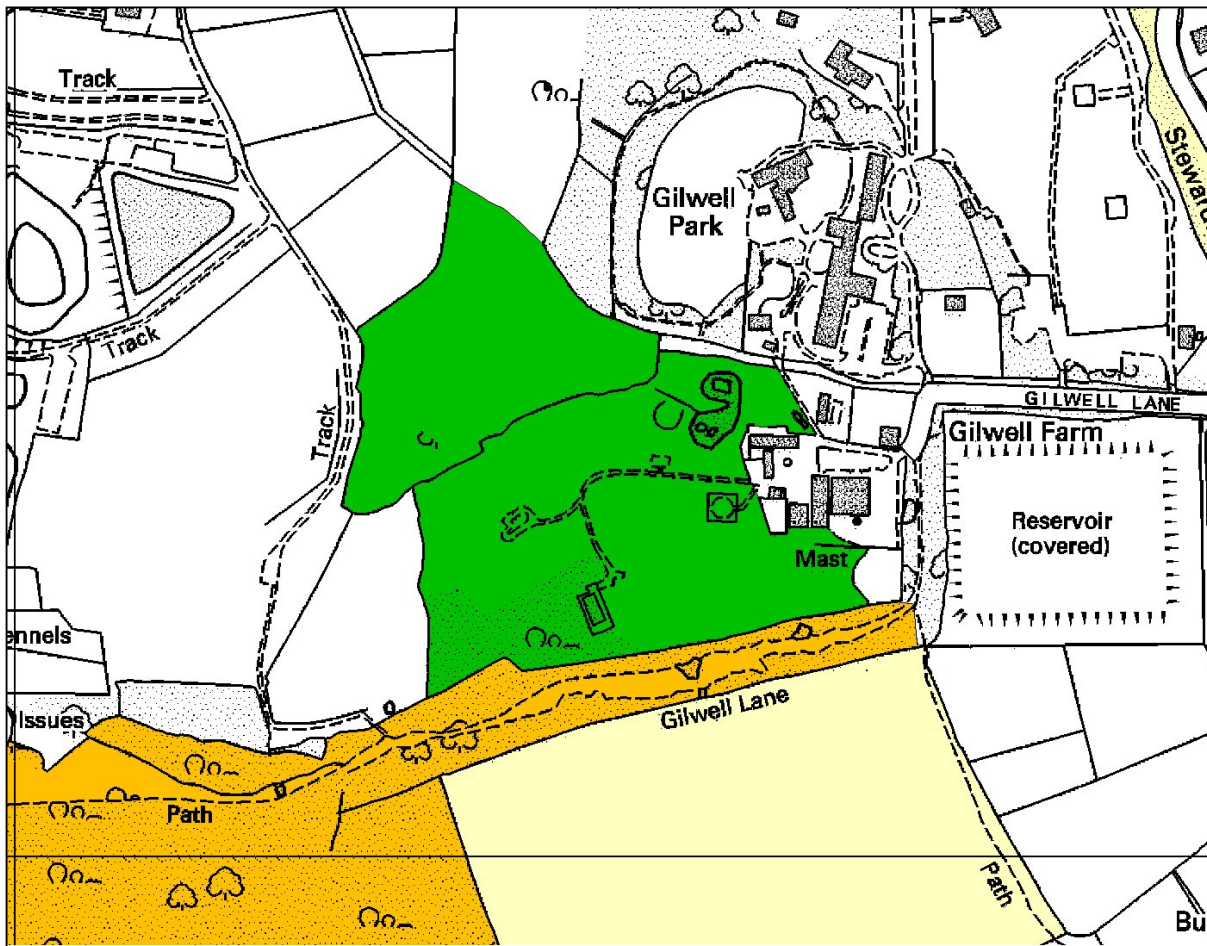 Track
Steward
Gilwell
Park
Track
Track
GILWELL LANE
Gilwell Farm
Reservoir
(covered)
Mast
ennels
Issues
Gilwell Lane
Path
Path
Bu